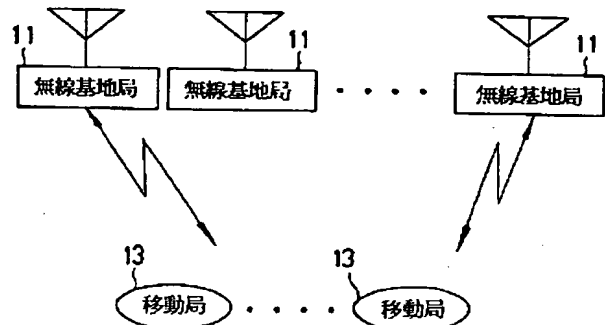 11 11 11
無線基地局 無線基地局 ・・・・ 無線基地局
13 13
移動局 ・・・・ 移動局